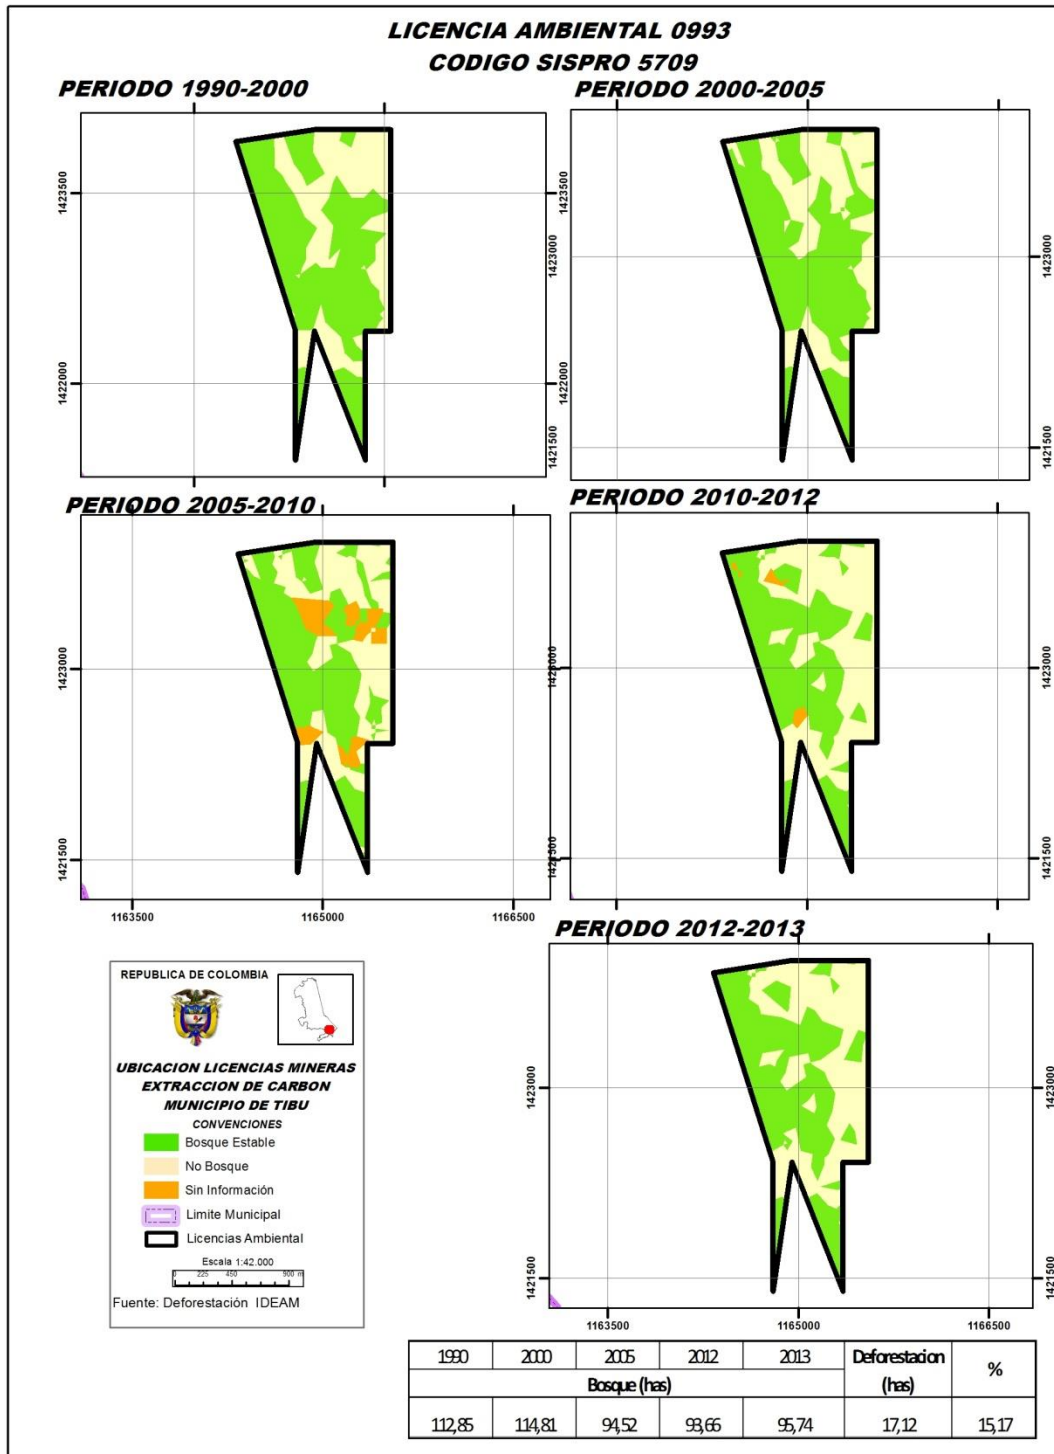 LICENCIA AMBIENTAL 0993
CODIGO SISPRO 5709
PERIODO 1990-2000
PERIODO 2000-2005
1423500
1422000
1423500
1422000
1423000
1421500
PERIODO 2005-2010
PERIODO 2010-2012
1423000
1421500
1423000
1421500
1423000
1421500
1163500
1165000
1166500
PERIODO 2012-2013
REPUBLICA DE COLOMBIA
UBICACION LICENCIAS MINERAS
EXTRACCION DE CARBON
MUNICIPIO DE TIBU
CONVENCIONES
Bosque Estable
No Bosque
Sin Información
Limite Municipal
Licencias Ambiental
Escala 1:42.000
0 225 450 900 m
Fuente: Deforestación IDEAM
1423000
1421500
1423000
1421500
1163500
1165000
1166500
1990 2000 2005 2012 2013 Deforestacion (has) %
Bosque (has)
112,85 114,81 94,52 93,66 95,74 17,12 15,17